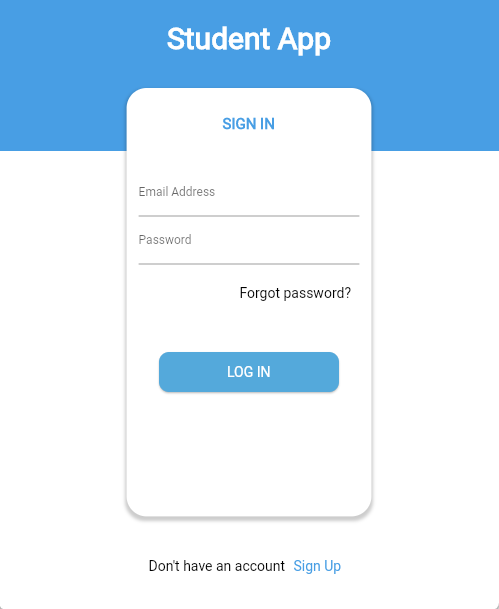 Student App
SIGN IN
Email Address
Password
Forgot password?
LOG IN
Don't have an account Sign Up